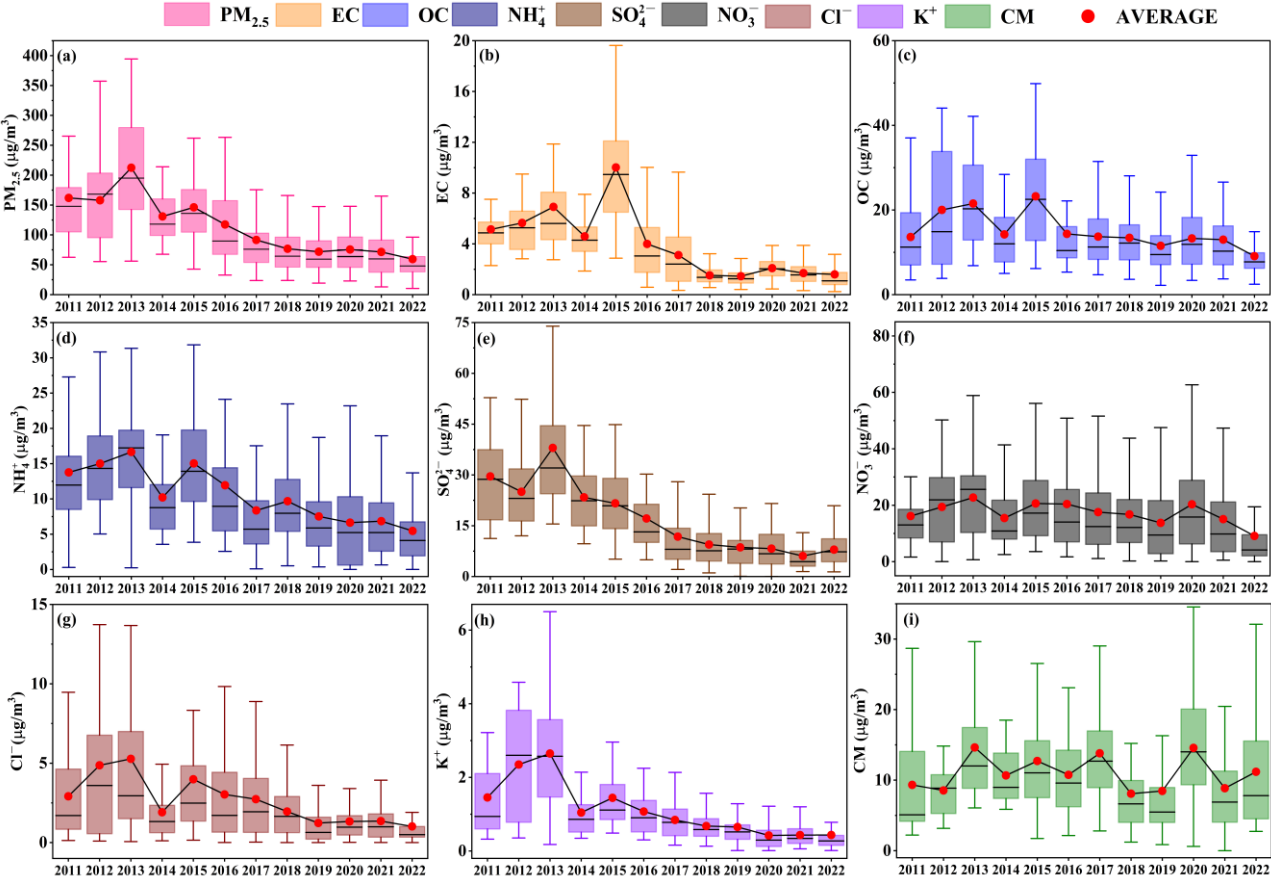 PM2.5 EC OC NH4+ SO42− NO3− Cl− K+ CM AVERAGE
(a)
PM2.5 (μg/m3)
400
350
300
250
200
150
100
50
0
2011 2012 2013 2014 2015 2016 2017 2018 2019 2020 2021 2022
(b)
EC (μg/m3)
20
16
12
8
4
0
2011 2012 2013 2014 2015 2016 2017 2018 2019 2020 2021 2022
(c)
OC (μg/m3)
60
40
20
0
2011 2012 2013 2014 2015 2016 2017 2018 2019 2020 2021 2022
(d)
NH4+ (μg/m3)
35
30
25
20
15
10
5
0
2011 2012 2013 2014 2015 2016 2017 2018 2019 2020 2021 2022
(e)
SO42− (μg/m3)
75
60
45
30
15
0
2011 2012 2013 2014 2015 2016 2017 2018 2019 2020 2021 2022
(f)
NO3− (μg/m3)
80
60
40
20
0
2011 2012 2013 2014 2015 2016 2017 2018 2019 2020 2021 2022
(g)
Cl− (μg/m3)
15
10
5
0
2011 2012 2013 2014 2015 2016 2017 2018 2019 2020 2021 2022
(h)
K+ (μg/m3)
6
4
2
0
2011 2012 2013 2014 2015 2016 2017 2018 2019 2020 2021 2022
(i)
CM (μg/m3)
30
20
10
0
2011 2012 2013 2014 2015 2016 2017 2018 2019 2020 2021 2022